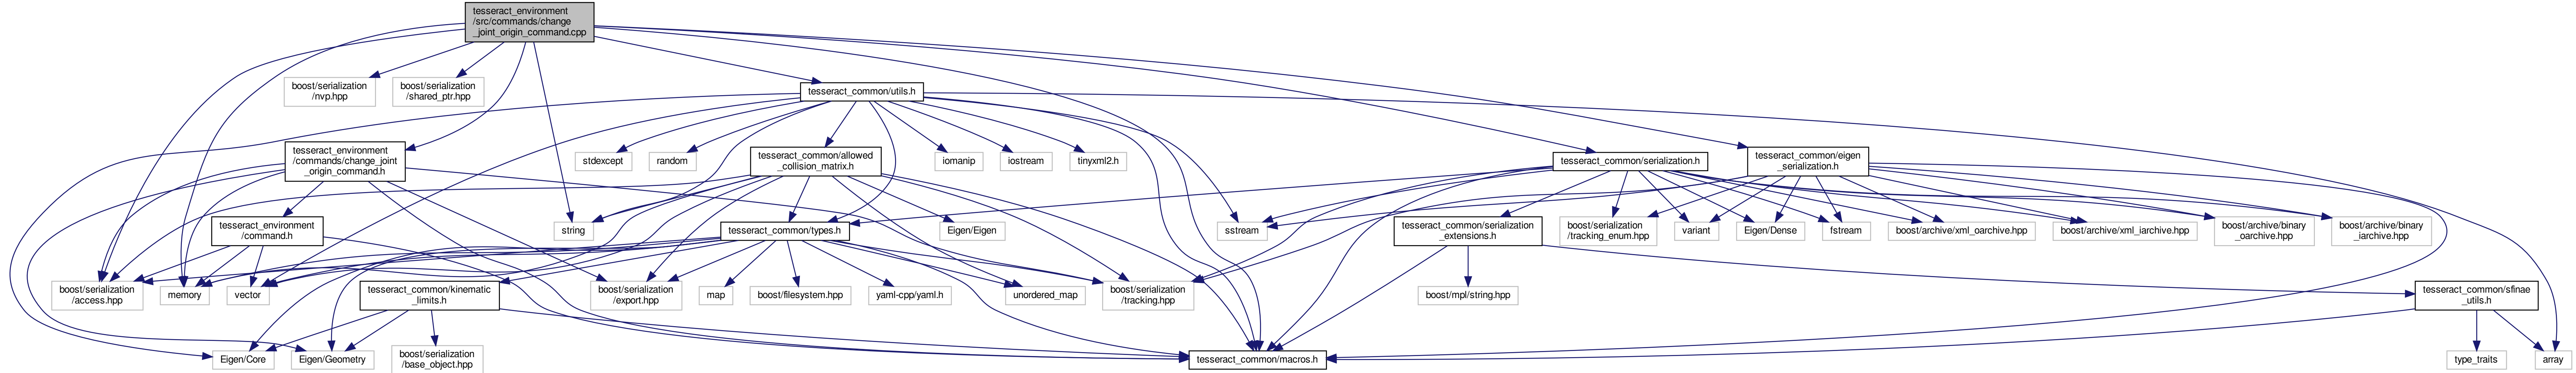 tesseract_environment
/src/commands/change
_joint_origin_command.cpp
boost/serialization
/nvp.hpp
boost/serialization
/shared_ptr.hpp
tesseract_common/utils.h
tesseract_environment
/commands/change_joint
_origin_command.h
stdexcept
random
tesseract_common/allowed
_collision_matrix.h
iomanip
iostream
tinyxml2.h
tesseract_common/serialization.h
tesseract_common/eigen
_serialization.h
tesseract_environment
/command.h
string
tesseract_common/types.h
Eigen/Eigen
sstream
tesseract_common/serialization
_extensions.h
boost/serialization
/tracking_enum.hpp
variant
Eigen/Dense
fstream
boost/archive/xml_oarchive.hpp
boost/archive/xml_iarchive.hpp
boost/archive/binary
_oarchive.hpp
boost/archive/binary
_iarchive.hpp
boost/serialization
/access.hpp
memory
vector
tesseract_common/kinematic
_limits.h
boost/serialization
/export.hpp
map
boost/filesystem.hpp
yaml-cpp/yaml.h
unordered_map
boost/serialization
/tracking.hpp
boost/mpl/string.hpp
tesseract_common/sfinae
_utils.h
Eigen/Core
Eigen/Geometry
boost/serialization
/base_object.hpp
tesseract_common/macros.h
type_traits
array